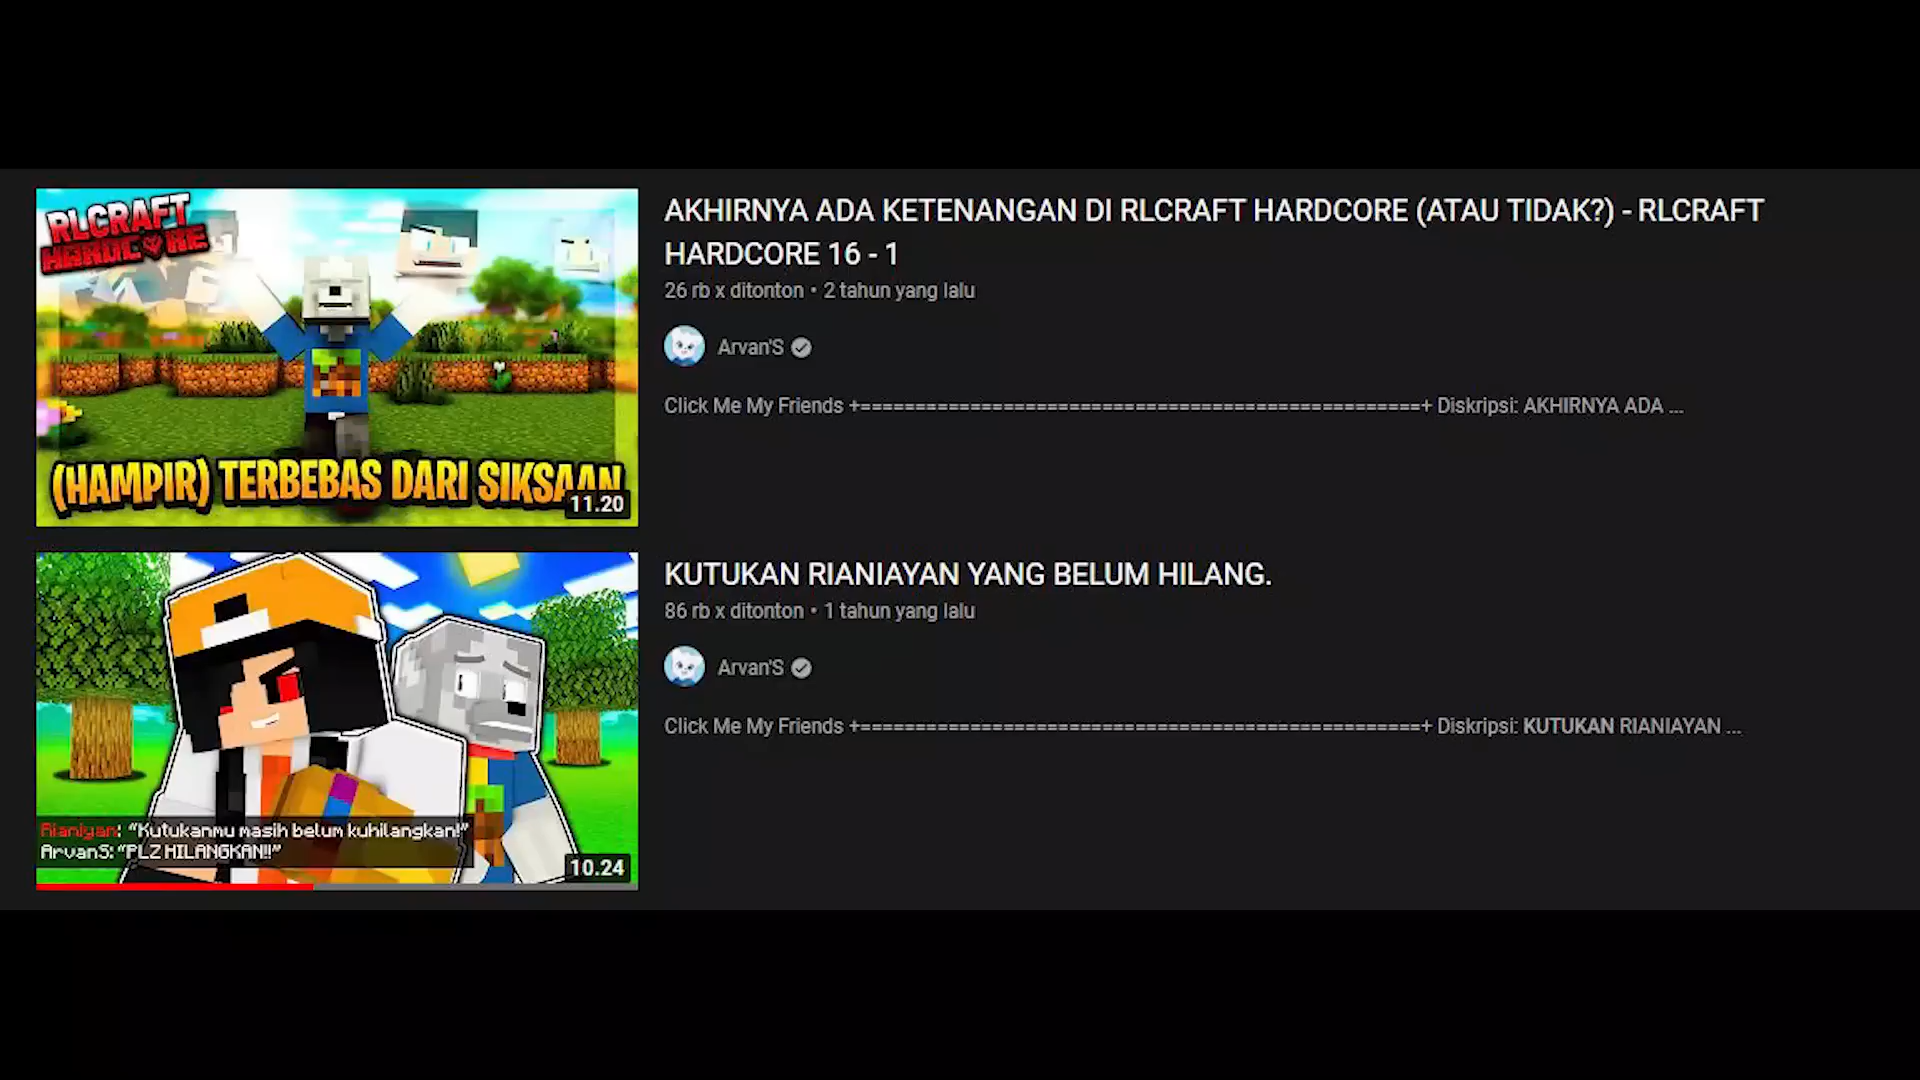 RLCRAFT
HARDCORE
(HAMPIR) TERBEBAS DARI SIKSAAN
11.20
AKHIRNYA ADA KETENANGAN DI RLCRAFT HARDCORE (ATAU TIDAK?) - RLCRAFT
HARDCORE 16 - 1
26 rb x ditonton • 2 tahun yang lalu
Arvan'S
Click Me My Friends +===================================================+ Diskripsi: AKHIRNYA ADA ...
Rianiyan: "Kutukanmu masih belum kuhilangkan!"
ArvanS: "PLZ HILANGKAN!!"
10.24
KUTUKAN RIANIAYAN YANG BELUM HILANG.
86 rb x ditonton • 1 tahun yang lalu
Arvan'S
Click Me My Friends +===================================================+ Diskripsi: KUTUKAN RIANIAYAN ...